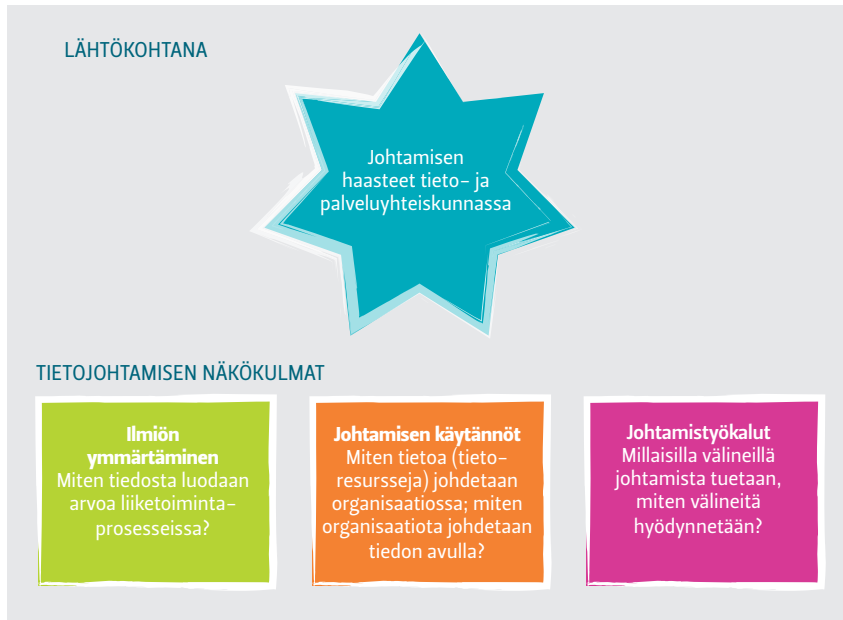 LÄHTÖKOHTANA
Johtamisen
haasteet tieto– ja
palveluyhteiskunnassa
TIETOJOHTAMISEN NÄKÖKULMAT
Ilmiön
ymmärtäminen
Miten tiedosta luodaan
arvoa liiketoiminta–
prosesseissa?
Johtamisen käytännöt
Miten tietoa (tieto–
resursseja) johdetaan
organisaatiossa; miten
organisaatiota johdetaan
tiedon avulla?
Johtamistyökalut
Millaisilla välineillä
johtamista tuetaan,
miten välineitä
hyödynnetään?